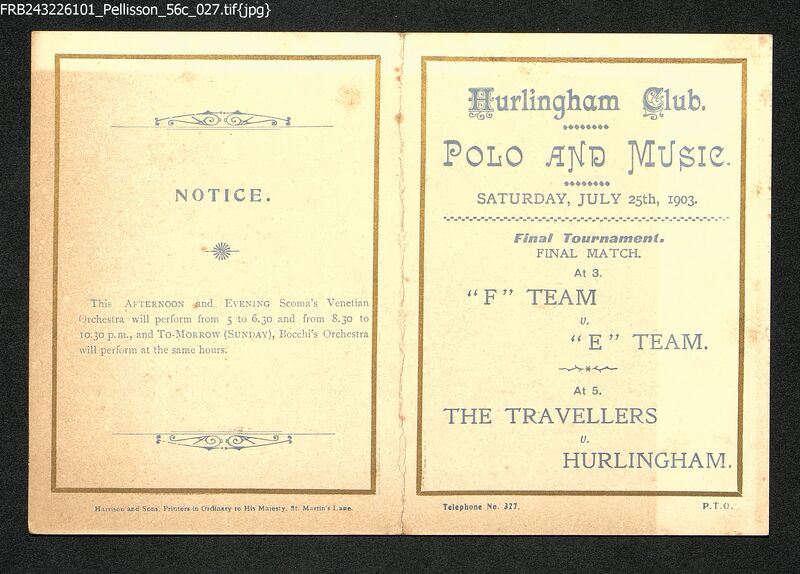 FRB243226101_Pellisson_56c_027.tif{jpg}
NOTICE.
This AFTERNOON and EVENING Scoma's Venetian
Orchestra will perform from 5 to 6.30 and from 8.30 to
10.30 p.m., and TO-MORROW (SUNDAY), Bocchi's Orchestra
will perform at the same hours.
Harrison and Sons, Printers in Ordinary to His Majesty, St. Martin's Lane.
Hurlingham Club.
POLO AND MUSIC.
SATURDAY, JULY 25th, 1903.
Final Tournament.
FINAL MATCH.
At 3.
"F" TEAM
v.
"E" TEAM.
At 5.
THE TRAVELLERS
v.
HURLINGHAM.
Telephone No. 327.
P.T.O.